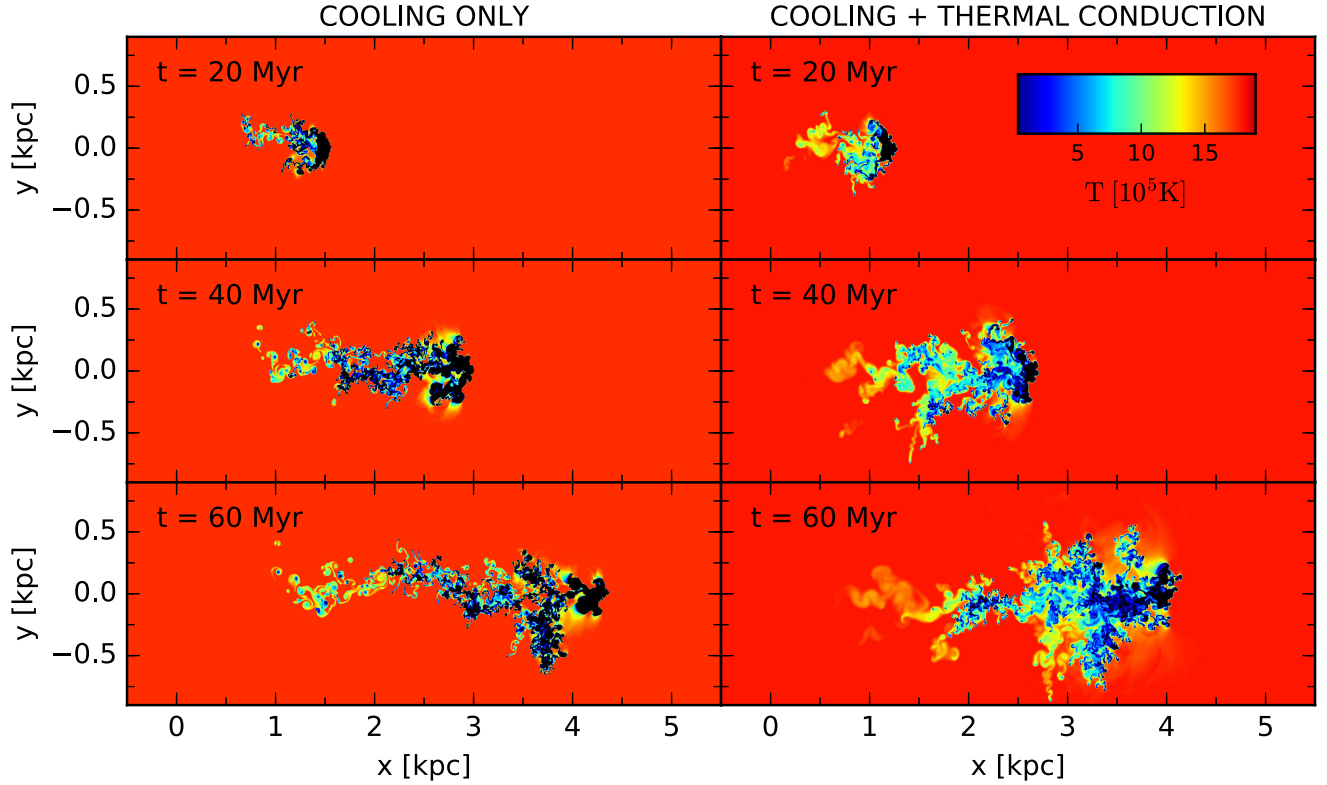 COOLING ONLY
COOLING + THERMAL CONDUCTION
t = 20 Myr
t = 20 Myr
5 10 15
T [10⁵K]
y [kpc]
0.5
0.0
−0.5
t = 40 Myr
t = 40 Myr
y [kpc]
0.5
0.0
−0.5
t = 60 Myr
t = 60 Myr
y [kpc]
0.5
0.0
−0.5
0 1 2 3 4 5
0 1 2 3 4 5
x [kpc]
x [kpc]